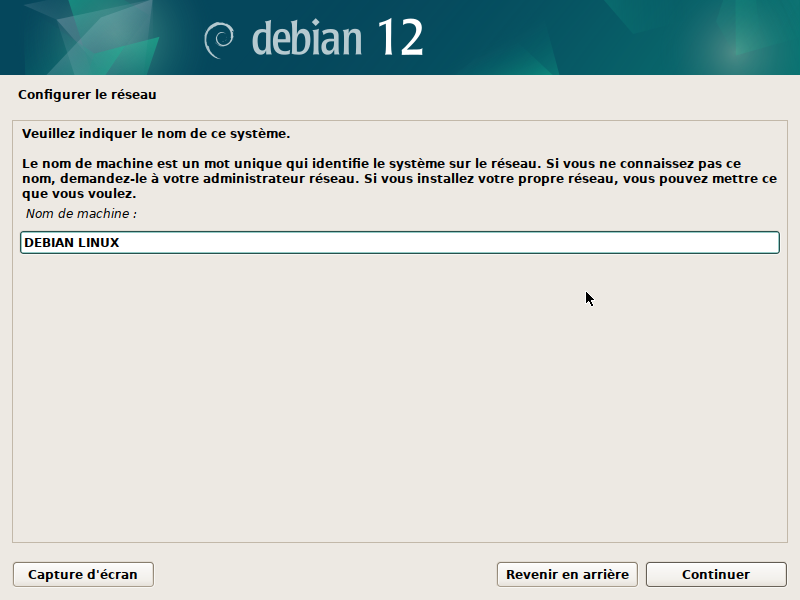 debian 12
Configurer le réseau
Veuillez indiquer le nom de ce système.
Le nom de machine est un mot unique qui identifie le système sur le réseau. Si vous ne connaissez pas ce
nom, demandez-le à votre administrateur réseau. Si vous installez votre propre réseau, vous pouvez mettre ce
que vous voulez.
Nom de machine :
DEBIAN LINUX
Capture d'écran
Revenir en arrière
Continuer